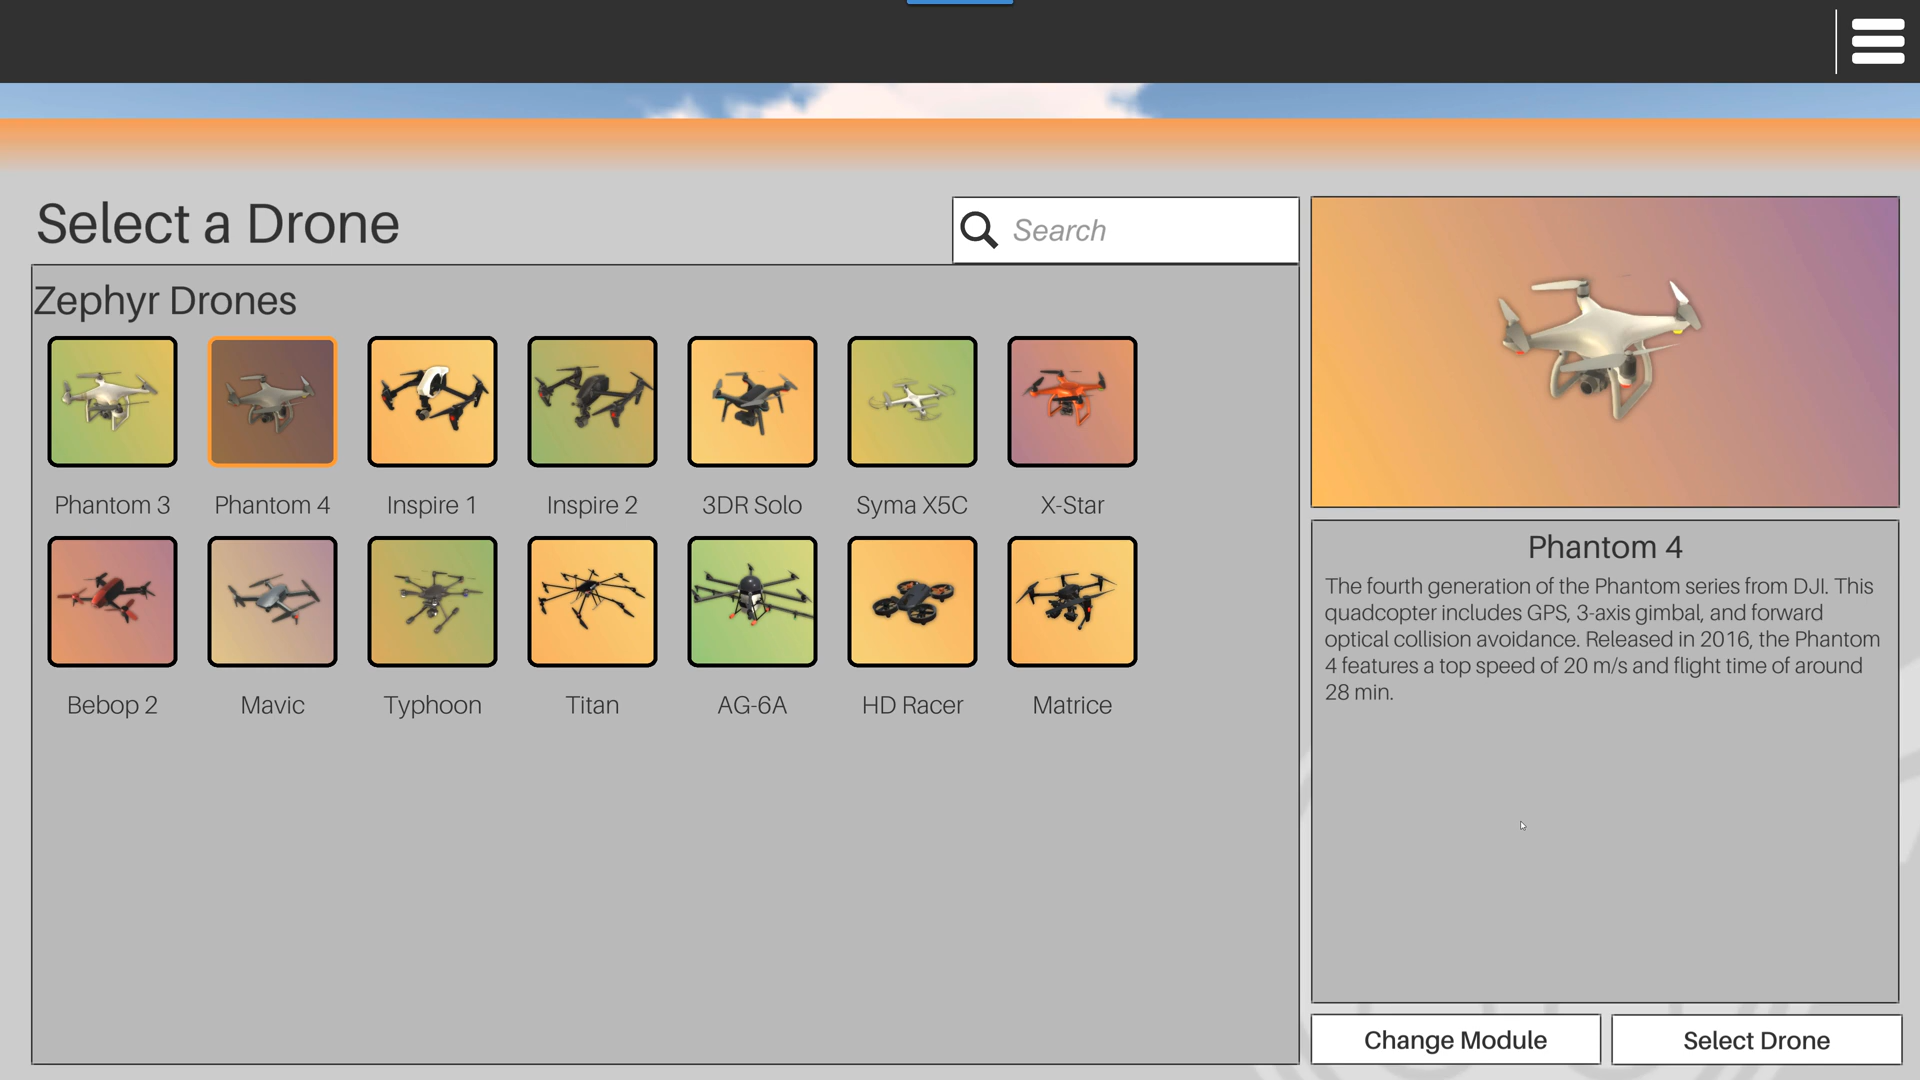 Select a Drone
Search
Zephyr Drones
Phantom 3
Phantom 4
Inspire 1
Inspire 2
3DR Solo
Syma X5C
X-Star
Bebop 2
Mavic
Typhoon
Titan
AG-6A
HD Racer
Matrice
Phantom 4
The fourth generation of the Phantom series from DJI. This
quadcopter includes GPS, 3-axis gimbal, and forward
optical collision avoidance. Released in 2016, the Phantom
4 features a top speed of 20 m/s and flight time of around
28 min.
Change Module
Select Drone